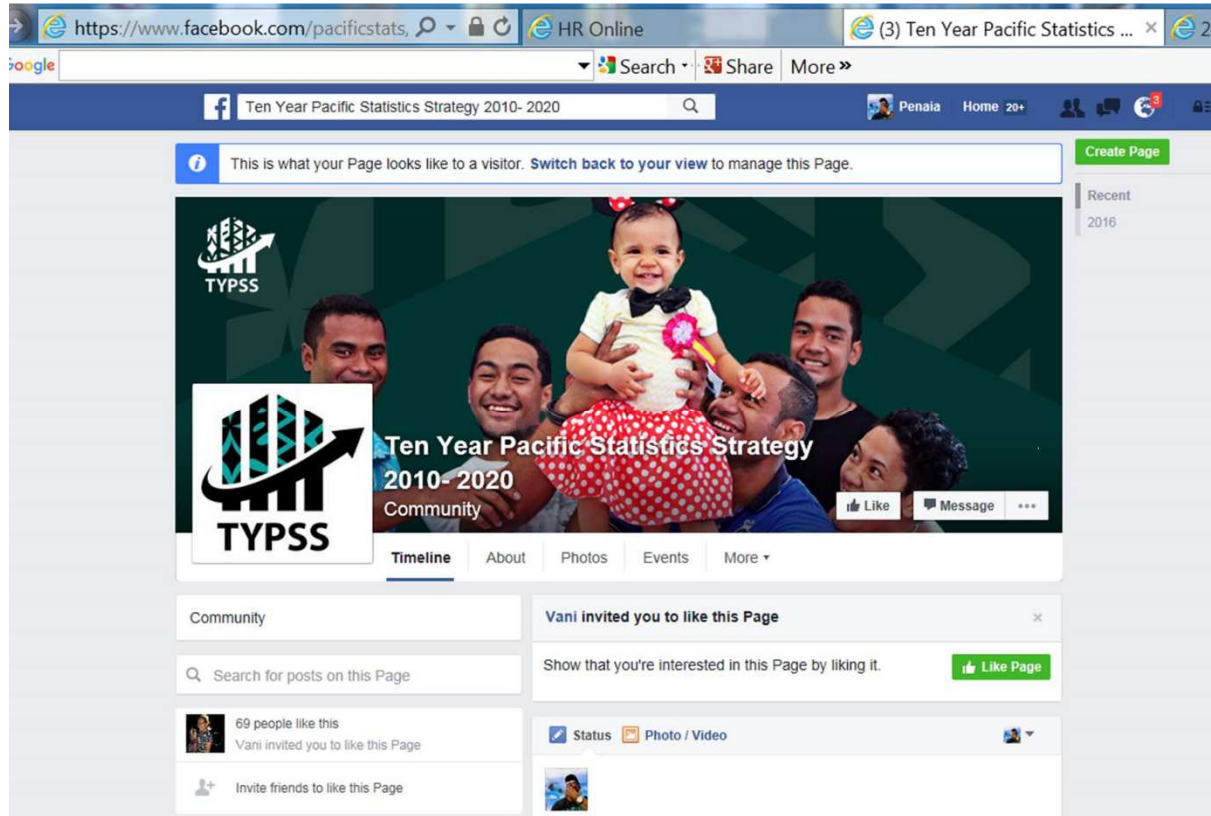 https://www.facebook.com/pacificstats,
HR Online
(3) Ten Year Pacific Statistics ...
2
oogle
Search
Share
More »
Ten Year Pacific Statistics Strategy 2010- 2020
Penaia
Home 20+
3
This is what your Page looks like to a visitor. Switch back to your view to manage this Page.
Create Page
Recent
2016
TYPSS
TYPSS
Ten Year Pacific Statistics Strategy
2010- 2020
Community
Like
Message
Timeline
About
Photos
Events
More
Community
Vani invited you to like this Page
Search for posts on this Page
Show that you're interested in this Page by liking it.
Like Page
69 people like this
Vani invited you to like this Page
Status
Photo / Video
Invite friends to like this Page